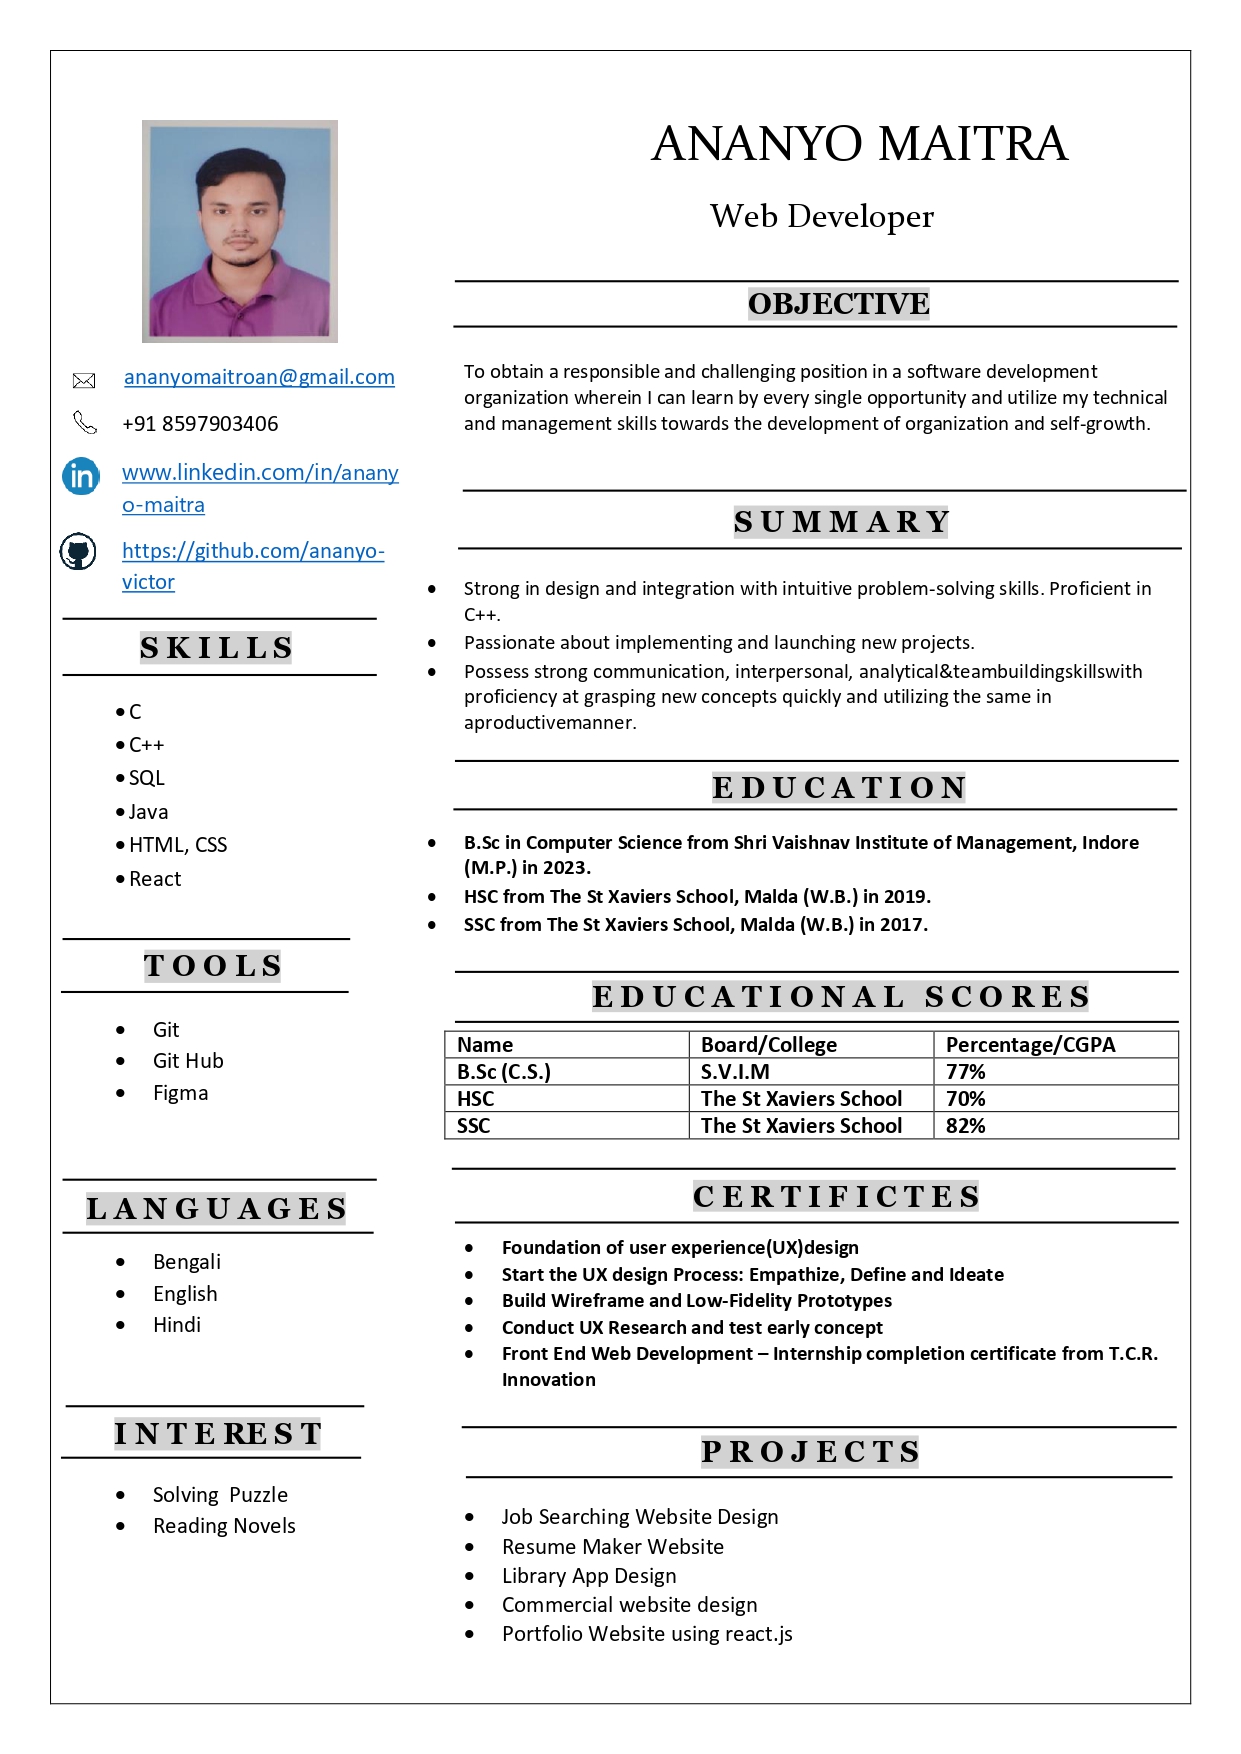 ANANYO MAITRA
Web Developer
ananyomaitroan@gmail.com
+91 8597903406
in
www.linkedin.com/in/anany
o-maitra
https://github.com/ananyo-
victor
SKILLS
•C
•C++
•SQL
•Java
•HTML, CSS
•React
TOOLS
• Git
• Git Hub
• Figma
LANGUAGES
• Bengali
• English
• Hindi
INTEREST
• Solving Puzzle
• Reading Novels
OBJECTIVE
To obtain a responsible and challenging position in a software development
organization wherein I can learn by every single opportunity and utilize my technical
and management skills towards the development of organization and self-growth.
SUMMARY
• Strong in design and integration with intuitive problem-solving skills. Proficient in
C++.
• Passionate about implementing and launching new projects.
• Possess strong communication, interpersonal, analytical&teambuildingskillswith
proficiency at grasping new concepts quickly and utilizing the same in
aproductivemanner.
EDUCATION
• B.Sc in Computer Science from Shri Vaishnav Institute of Management, Indore
(M.P.) in 2023.
• HSC from The St Xaviers School, Malda (W.B.) in 2019.
• SSC from The St Xaviers School, Malda (W.B.) in 2017.
EDUCATIONAL SCORES
Name Board/College Percentage/CGPA
B.Sc (C.S.) S.V.I.M 77%
HSC The St Xaviers School 70%
SSC The St Xaviers School 82%
CERTIFICTES
• Foundation of user experience(UX)design
• Start the UX design Process: Empathize, Define and Ideate
• Build Wireframe and Low-Fidelity Prototypes
• Conduct UX Research and test early concept
• Front End Web Development – Internship completion certificate from T.C.R.
Innovation
PROJECTS
• Job Searching Website Design
• Resume Maker Website
• Library App Design
• Commercial website design
• Portfolio Website using react.js